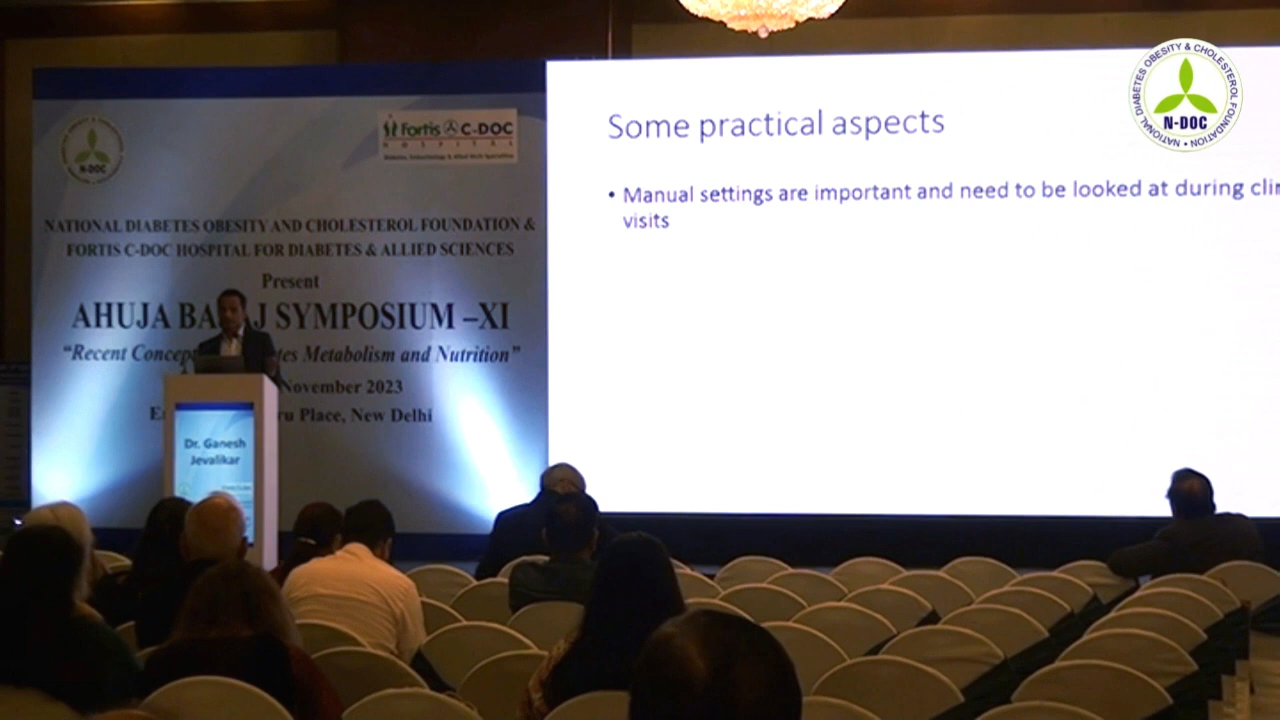 N-DOC
Fortis C-DOC
HOSPITAL
NATIONAL DIABETES OBESITY AND CHOLESTEROL FOUNDATION &
FORTIS C-DOC HOSPITAL FOR DIABETES & ALLIED SCIENCES
Present
AHUJA BA J SYMPOSIUM –XI
“Recent Concep tes Metabolism and Nutrition”
November 2023
Place, New Delhi
Dr. Ganesh
Jevalikar
Some practical aspects
• Manual settings are important and need to be looked at during cli
visits
NATIONAL DIABETES OBESITY & CHOLESTEROL FOUNDATION •
N-DOC